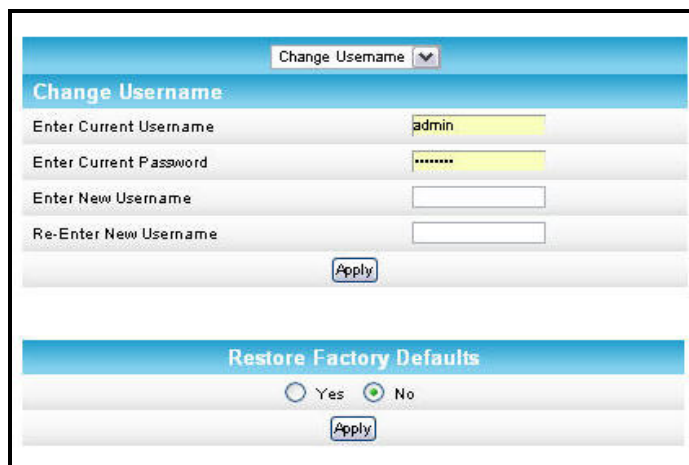 Change Username
Change Username
Enter Current Username admin
Enter Current Password ••••••••
Enter New Username
Re-Enter New Username
Apply
Restore Factory Defaults
Yes No
Apply